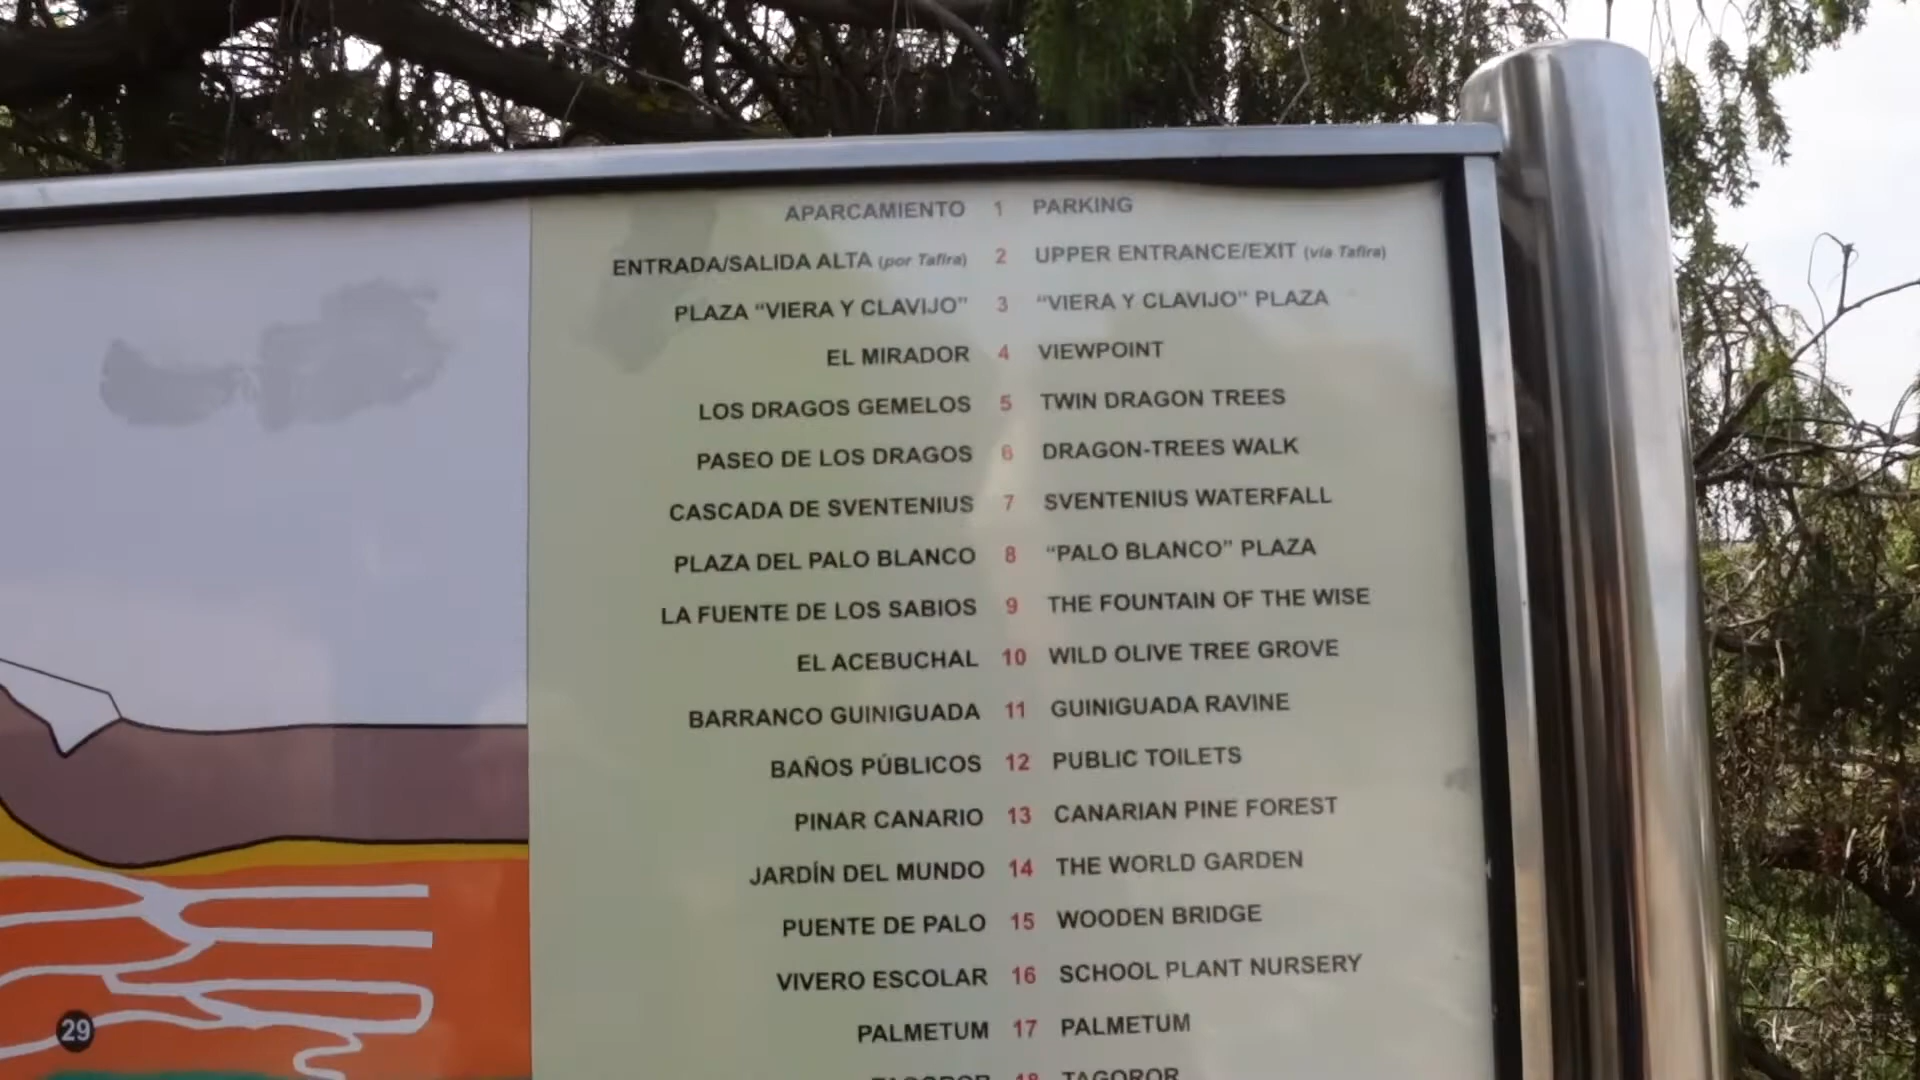 APARCAMIENTO 1 PARKING
ENTRADA/SALIDA ALTA (por Tafira) 2 UPPER ENTRANCE/EXIT (vía Tafira)
PLAZA “VIERA Y CLAVIJO” 3 “VIERA Y CLAVIJO” PLAZA
EL MIRADOR 4 VIEWPOINT
LOS DRAGOS GEMELOS 5 TWIN DRAGON TREES
PASEO DE LOS DRAGOS 6 DRAGON-TREES WALK
CASCADA DE SVENTENIUS 7 SVENTENIUS WATERFALL
PLAZA DEL PALO BLANCO 8 “PALO BLANCO” PLAZA
LA FUENTE DE LOS SABIOS 9 THE FOUNTAIN OF THE WISE
EL ACEBUCHAL 10 WILD OLIVE TREE GROVE
BARRANCO GUINIGUADA 11 GUINIGUADA RAVINE
BAÑOS PÚBLICOS 12 PUBLIC TOILETS
PINAR CANARIO 13 CANARIAN PINE FOREST
JARDÍN DEL MUNDO 14 THE WORLD GARDEN
PUENTE DE PALO 15 WOODEN BRIDGE
VIVERO ESCOLAR 16 SCHOOL PLANT NURSERY
PALMETUM 17 PALMETUM
TAGOROR 18 TAGOROR
29